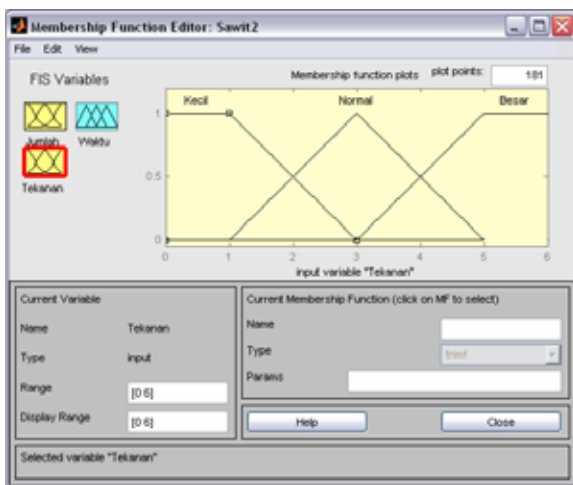 Membership Function Editor: Sawit2
File Edit View
FIS Variables
Jumlah Waktu
Tekanan
Membership function plots plot points: 181
Kecil Normal Besar
1
0.5
0
0 1 2 3 4 5 6
input variable "Tekanan"
Current Variable
Name Tekanan
Type input
Range [0 6]
Display Range [0 6]
Current Membership Function (click on MF to select)
Name
Type trimf
Params
Help Close
Selected variable "Tekanan"